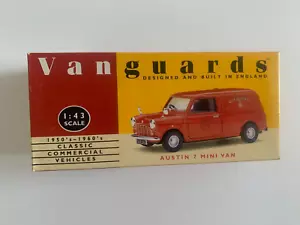 Vanguards
DESIGNED AND BUILT IN ENGLAND
1:43
SCALE
1950's-1960's
CLASSIC
COMMERCIAL
VEHICLES
AUSTIN 7 MINI VAN